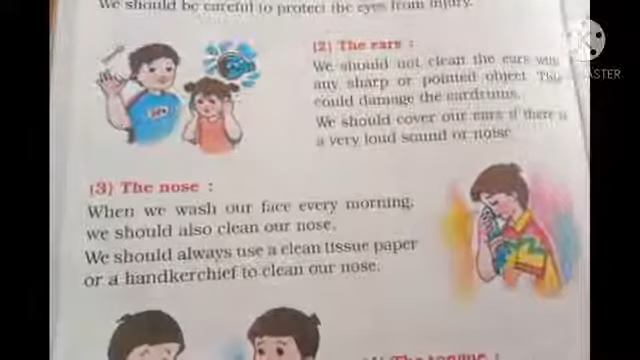 We should be careful to protect the eyes from injury.
(2) The ears :
We should not clean the ears with
any sharp or pointed object This
could damage the eardrums.
We should cover our ears if there is
a very loud sound or noise
(3) The nose :
When we wash our face every morning,
we should also clean our nose.
We should always use a clean tissue paper
or a handkerchief to clean our nose.
The tongue :